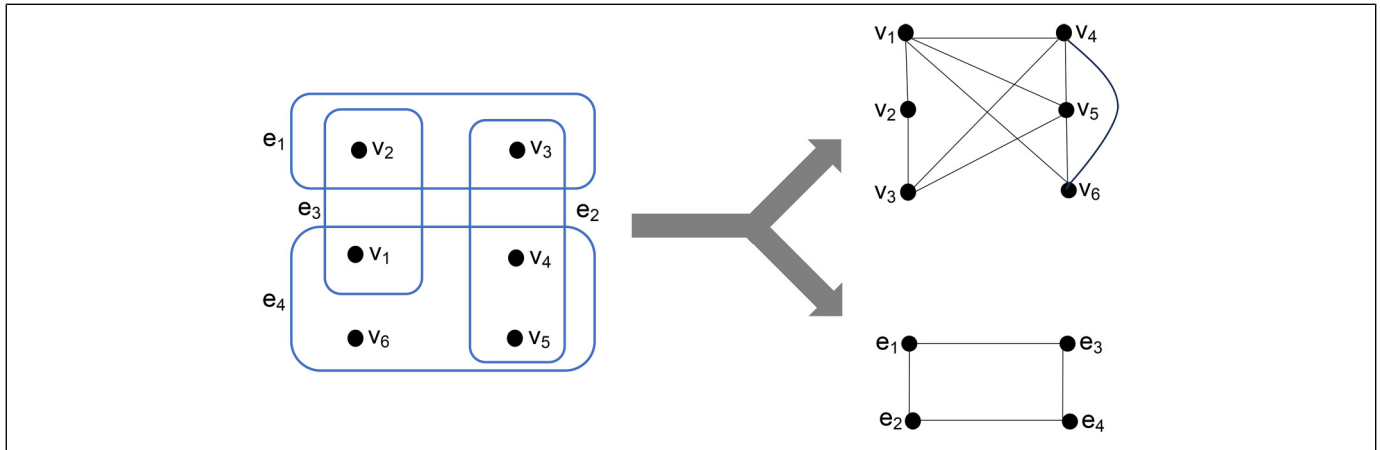 e₁
v₂
v₃
e₃
e₂
v₁
v₄
e₄
v₆
v₅
v₁
v₄
v₂
v₅
v₃
v₆
e₁
e₃
e₂
e₄